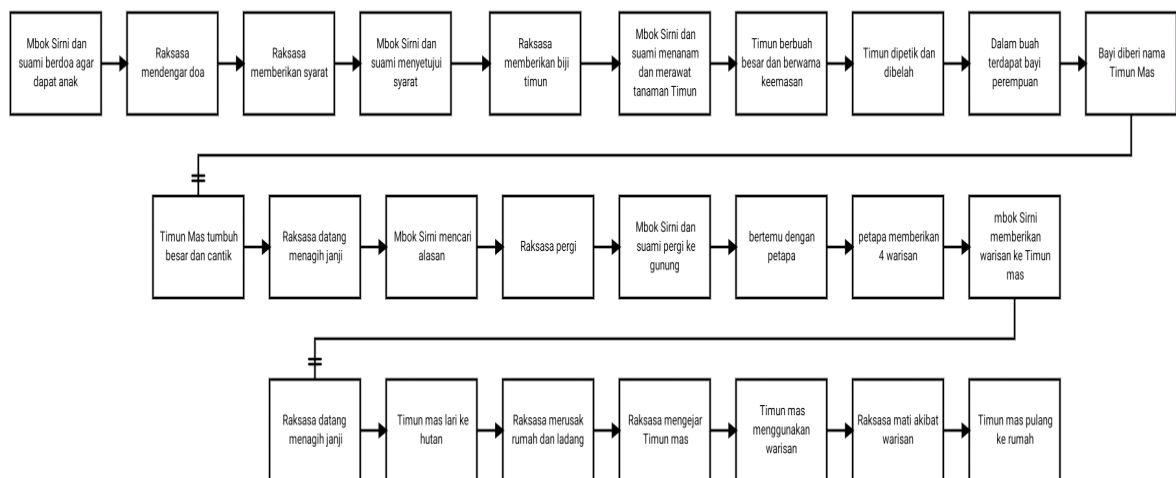 Mbok Sirni dan
suami berdoa agar
dapat anak
Raksasa
mendengar doa
Raksasa
memberikan syarat
Mbok Sirni dan
suami menyetujui
syarat
Raksasa
memberikan biji
timun
Mbok Sirni dan
suami menanam
dan merawat
tanaman Timun
Timun berbuah
besar dan berwarna
keemasan
Timun dipetik dan
dibelah
Dalam buah
terdapat bayi
perempuan
Bayi diberi nama
Timun Mas
Timun Mas tumbuh
besar dan cantik
Raksasa datang
menagih janji
Mbok Sirni mencari
alasan
Raksasa pergi
Mbok Sirni dan
suami pergi ke
gunung
bertemu dengan
petapa
petapa memberikan
4 warisan
mbok Sirni
memberikan
warisan ke Timun
mas
Raksasa datang
menagih janji
Timun mas lari ke
hutan
Raksasa merusak
rumah dan ladang
Raksasa mengejar
Timun mas
Timun mas
menggunakan
warisan
Raksasa mati akibat
warisan
Timun mas pulang
ke rumah